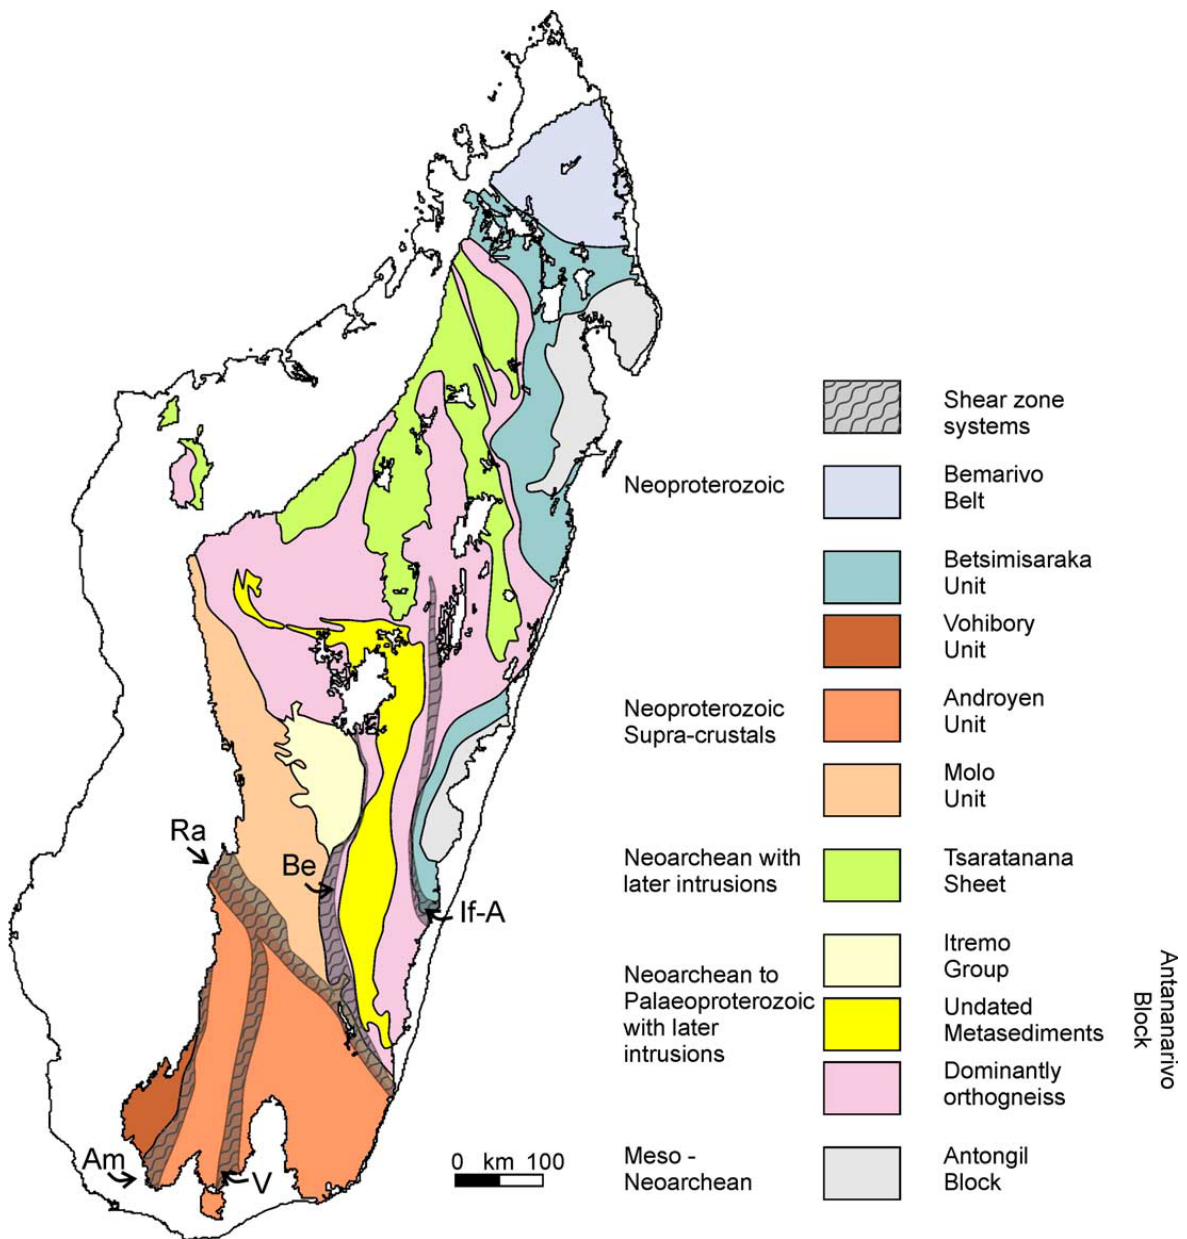 Shear zone
systems
Neoproterozoic
Bemarivo
Belt
Betsimisaraka
Unit
Vohibory
Unit
Neoproterozoic
Supra-crustals
Androyen
Unit
Molo
Unit
Neoarchean with
later intrusions
Tsaratanana
Sheet
Neoarchean to
Palaeoproterozoic
with later
intrusions
Itremo
Group
Undated
Metasediments
Dominantly
orthogneiss
Antananarivo
Block
Meso -
Neoarchean
Antongil
Block
Ra
Be
If-A
Am
V
0 km 100